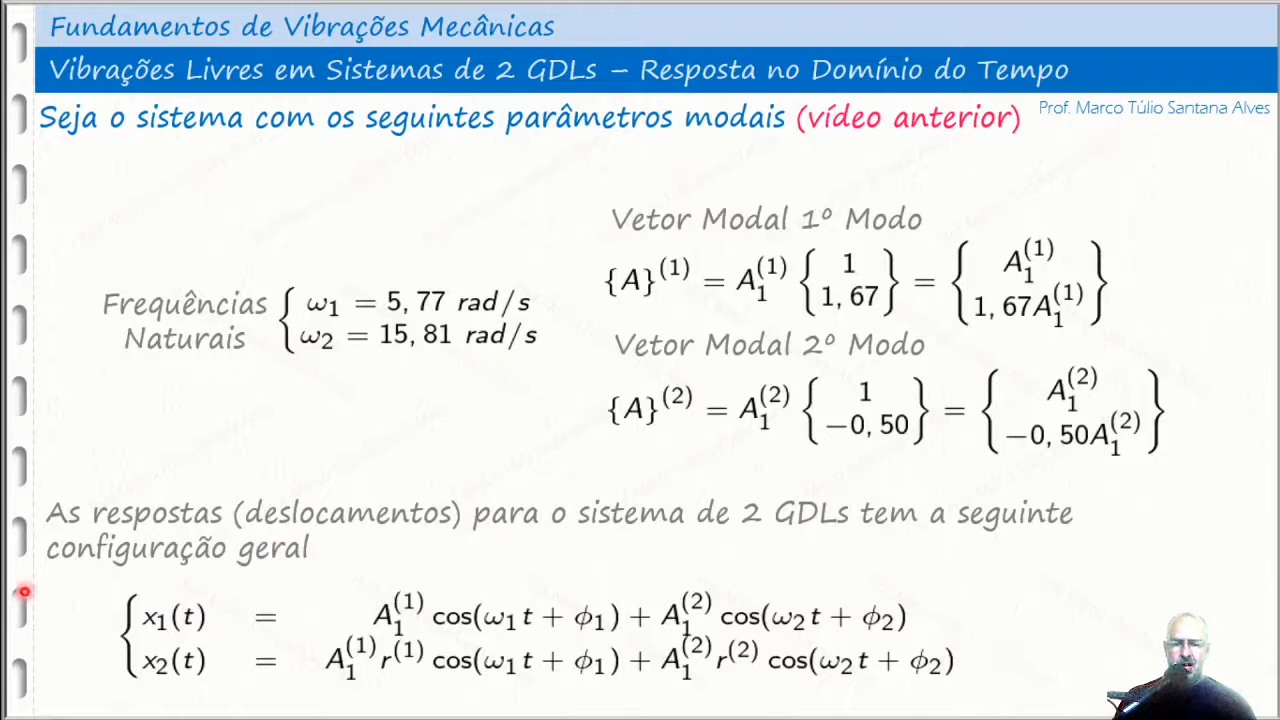 Fundamentos de Vibrações Mecânicas
Vibrações Livres em Sistemas de 2 GDLs – Resposta no Domínio do Tempo
Seja o sistema com os seguintes parâmetros modais (vídeo anterior)
Prof. Marco Túlio Santana Alves
Vetor Modal 1º Modo
{A}^(1) = A_1^(1) { 1 ; 1,67 } = { A_1^(1) ; 1,67A_1^(1) }
Frequências Naturais { ω₁ = 5,77 rad/s ; ω₂ = 15,81 rad/s
Vetor Modal 2º Modo
{A}^(2) = A_1^(2) { 1 ; −0,50 } = { A_1^(2) ; −0,50A_1^(2) }
As respostas (deslocamentos) para o sistema de 2 GDLs tem a seguinte
configuração geral
x₁(t) = A_1^(1) cos(ω₁t + ϕ₁) + A_1^(2) cos(ω₂t + ϕ₂)
x₂(t) = A_1^(1) r^(1) cos(ω₁t + ϕ₁) + A_1^(2) r^(2) cos(ω₂t + ϕ₂)